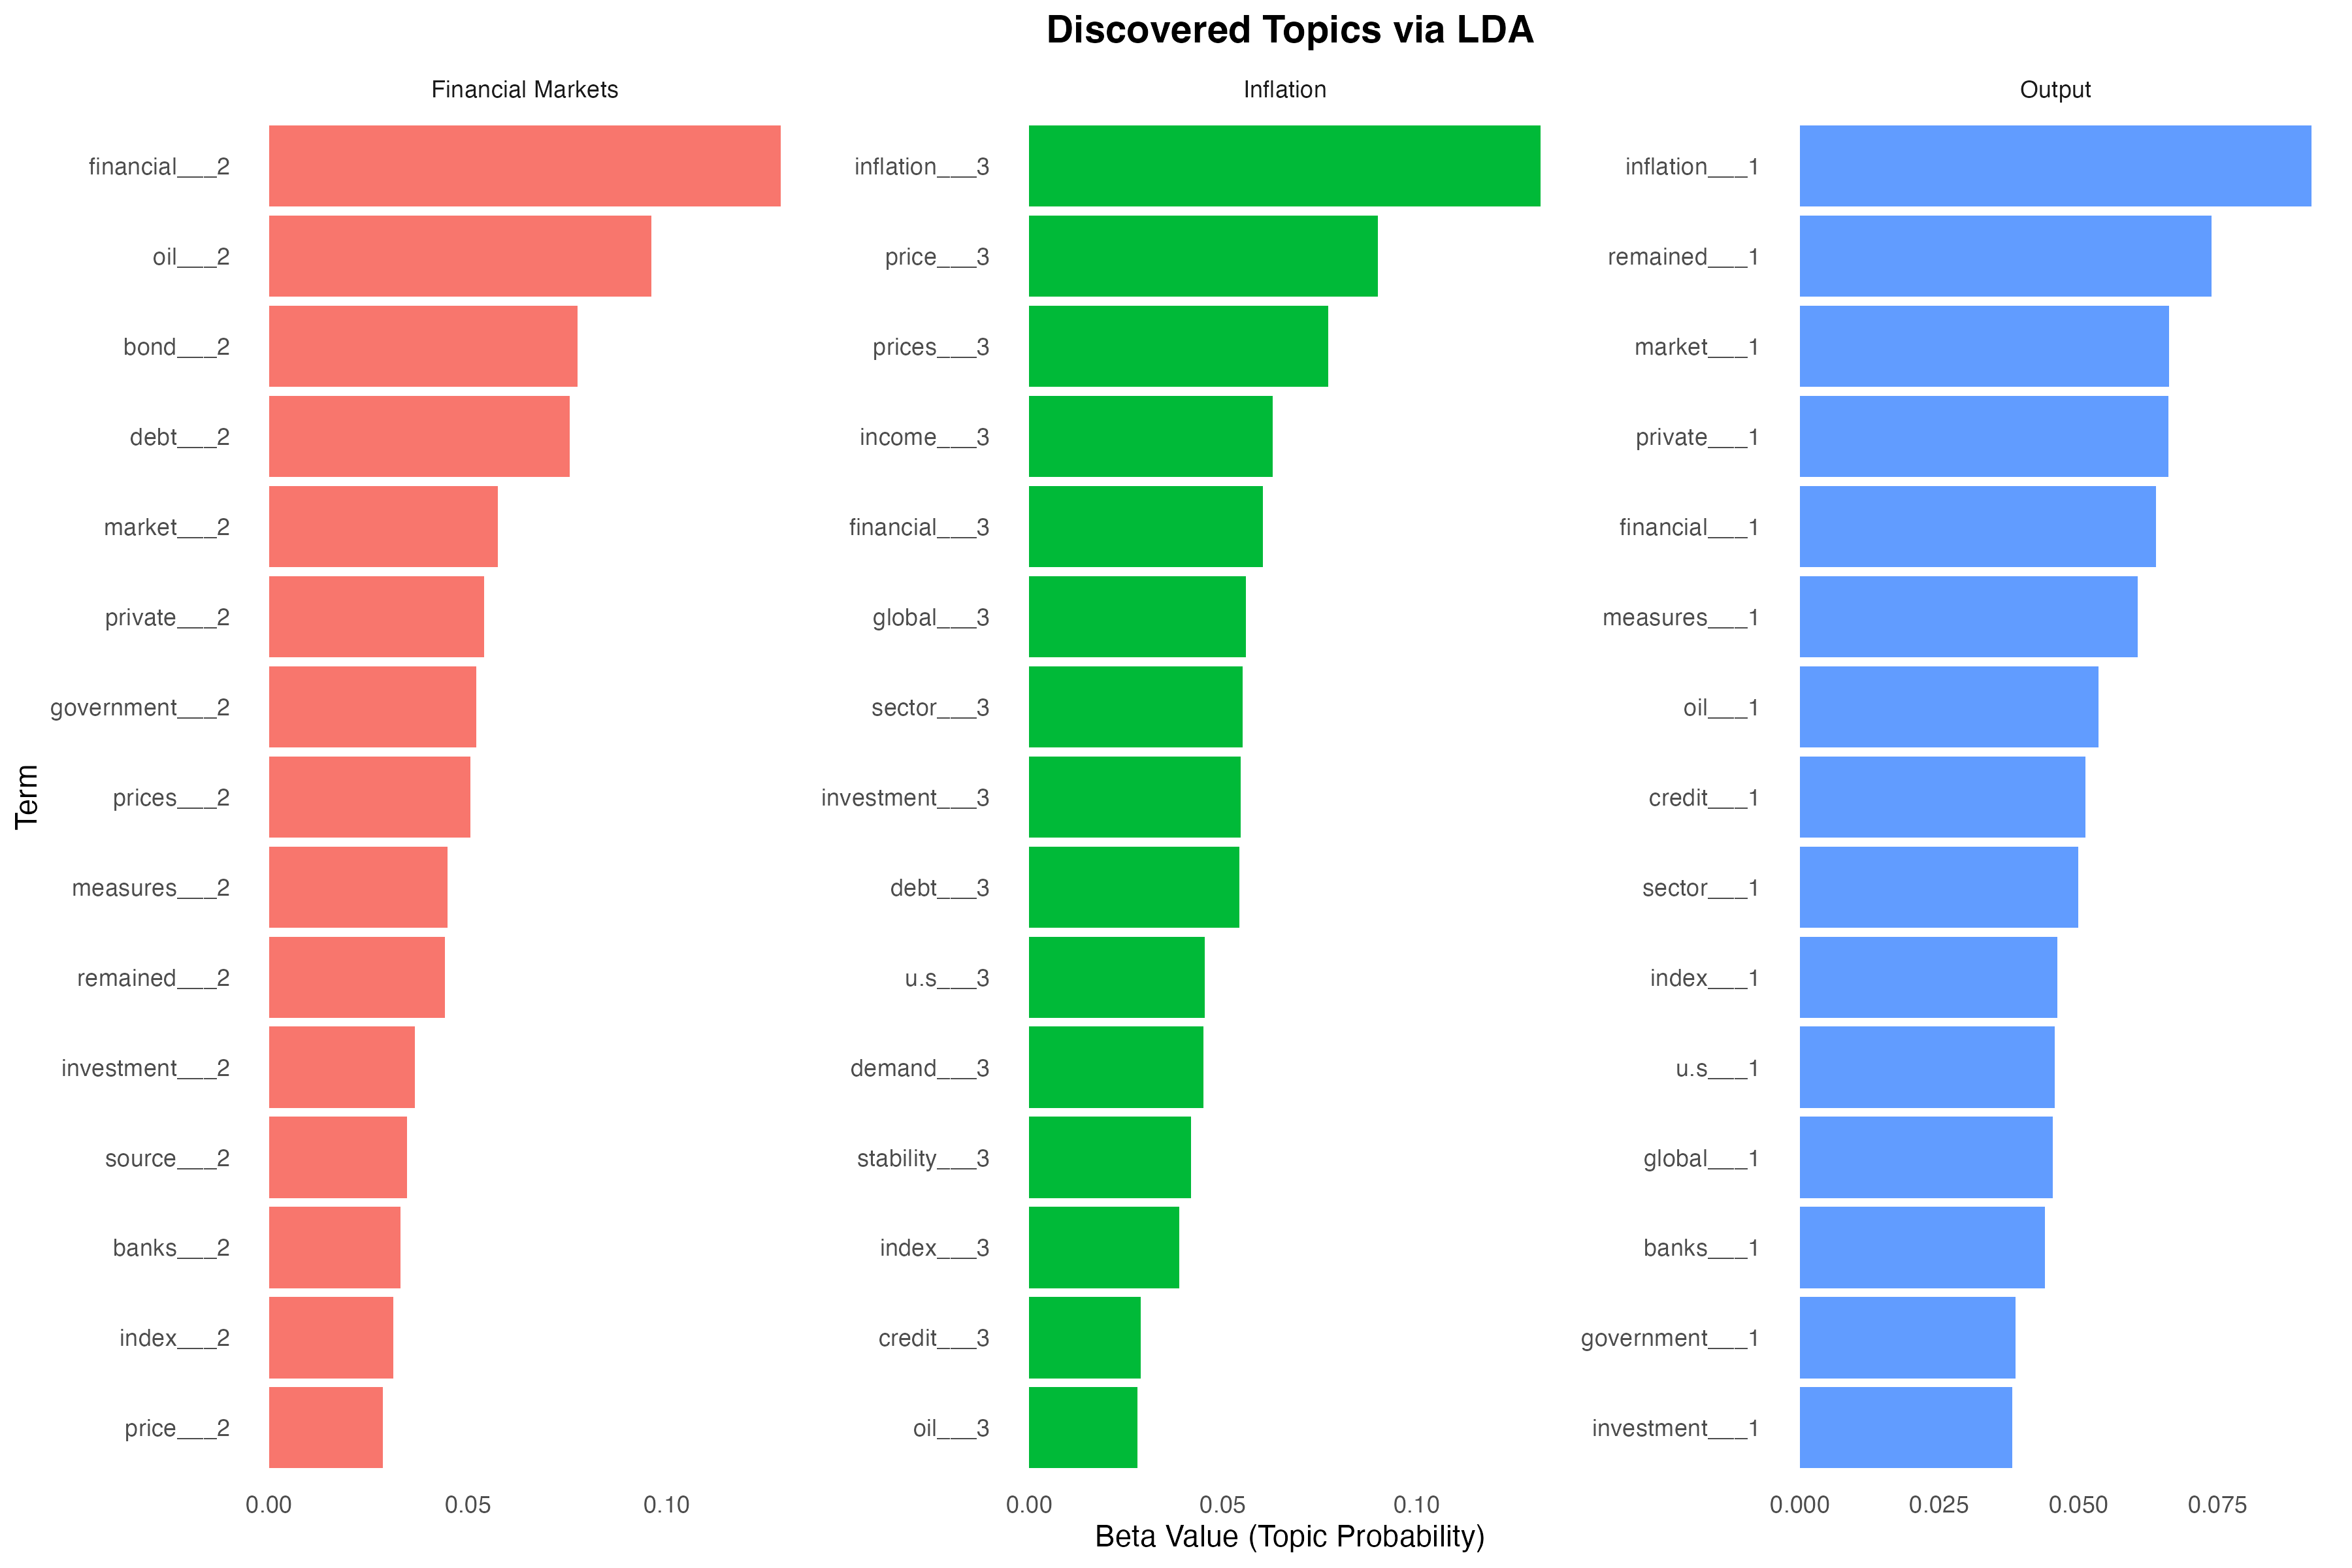 Discovered Topics via LDA
Financial Markets
financial___2
oil___2
bond___2
debt___2
market___2
private___2
government___2
prices___2
measures___2
remained___2
investment___2
source___2
banks___2
index___2
price___2
0.00 0.05 0.10
Inflation
inflation___3
price___3
prices___3
income___3
financial___3
global___3
sector___3
investment___3
debt___3
u.s___3
demand___3
stability___3
index___3
credit___3
oil___3
0.00 0.05 0.10
Output
inflation___1
remained___1
market___1
private___1
financial___1
measures___1
oil___1
credit___1
sector___1
index___1
u.s___1
global___1
banks___1
government___1
investment___1
0.000 0.025 0.050 0.075
Term
Beta Value (Topic Probability)